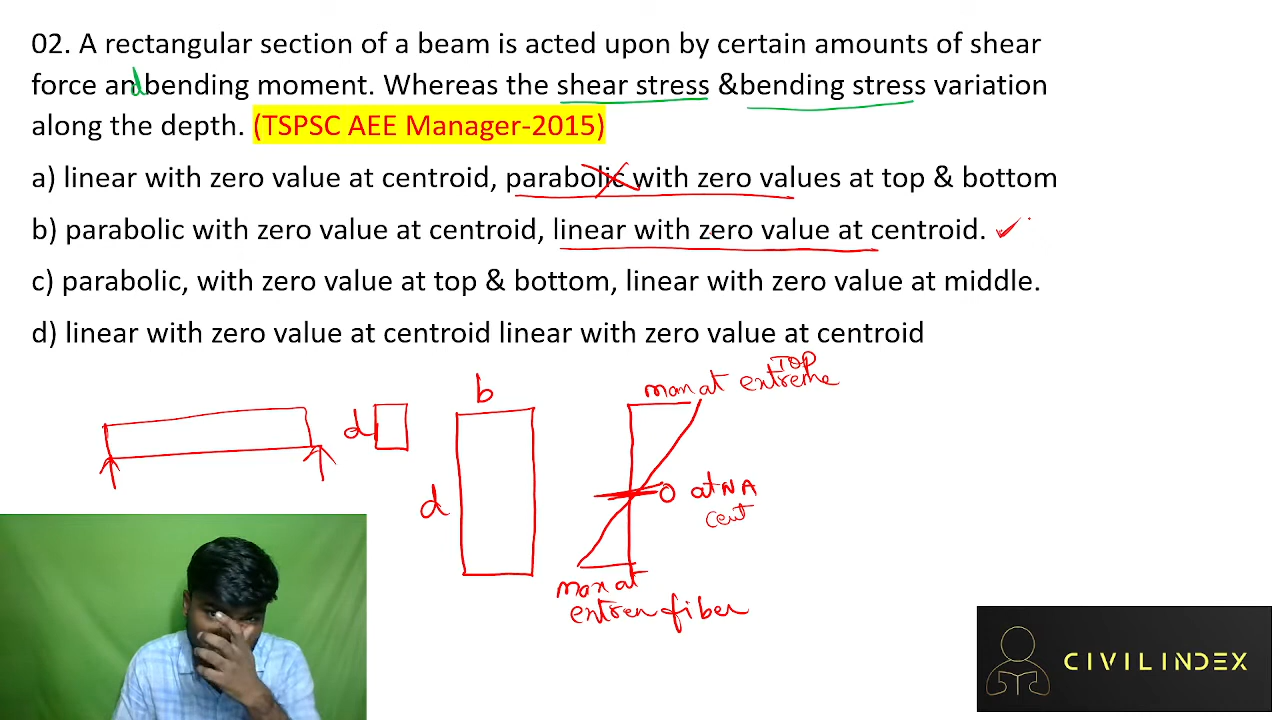 02. A rectangular section of a beam is acted upon by certain amounts of shear
force and bending moment. Whereas the shear stress &bending stress variation
along the depth. (TSPSC AEE Manager-2015)
a) linear with zero value at centroid, parabolic with zero values at top & bottom
b) parabolic with zero value at centroid, linear with zero value at centroid.
c) parabolic, with zero value at top & bottom, linear with zero value at middle.
d) linear with zero value at centroid linear with zero value at centroid
TOP
b
max at extreme
d
d
0 at NA
cent
max at
extren fiber
CIVILINDEX